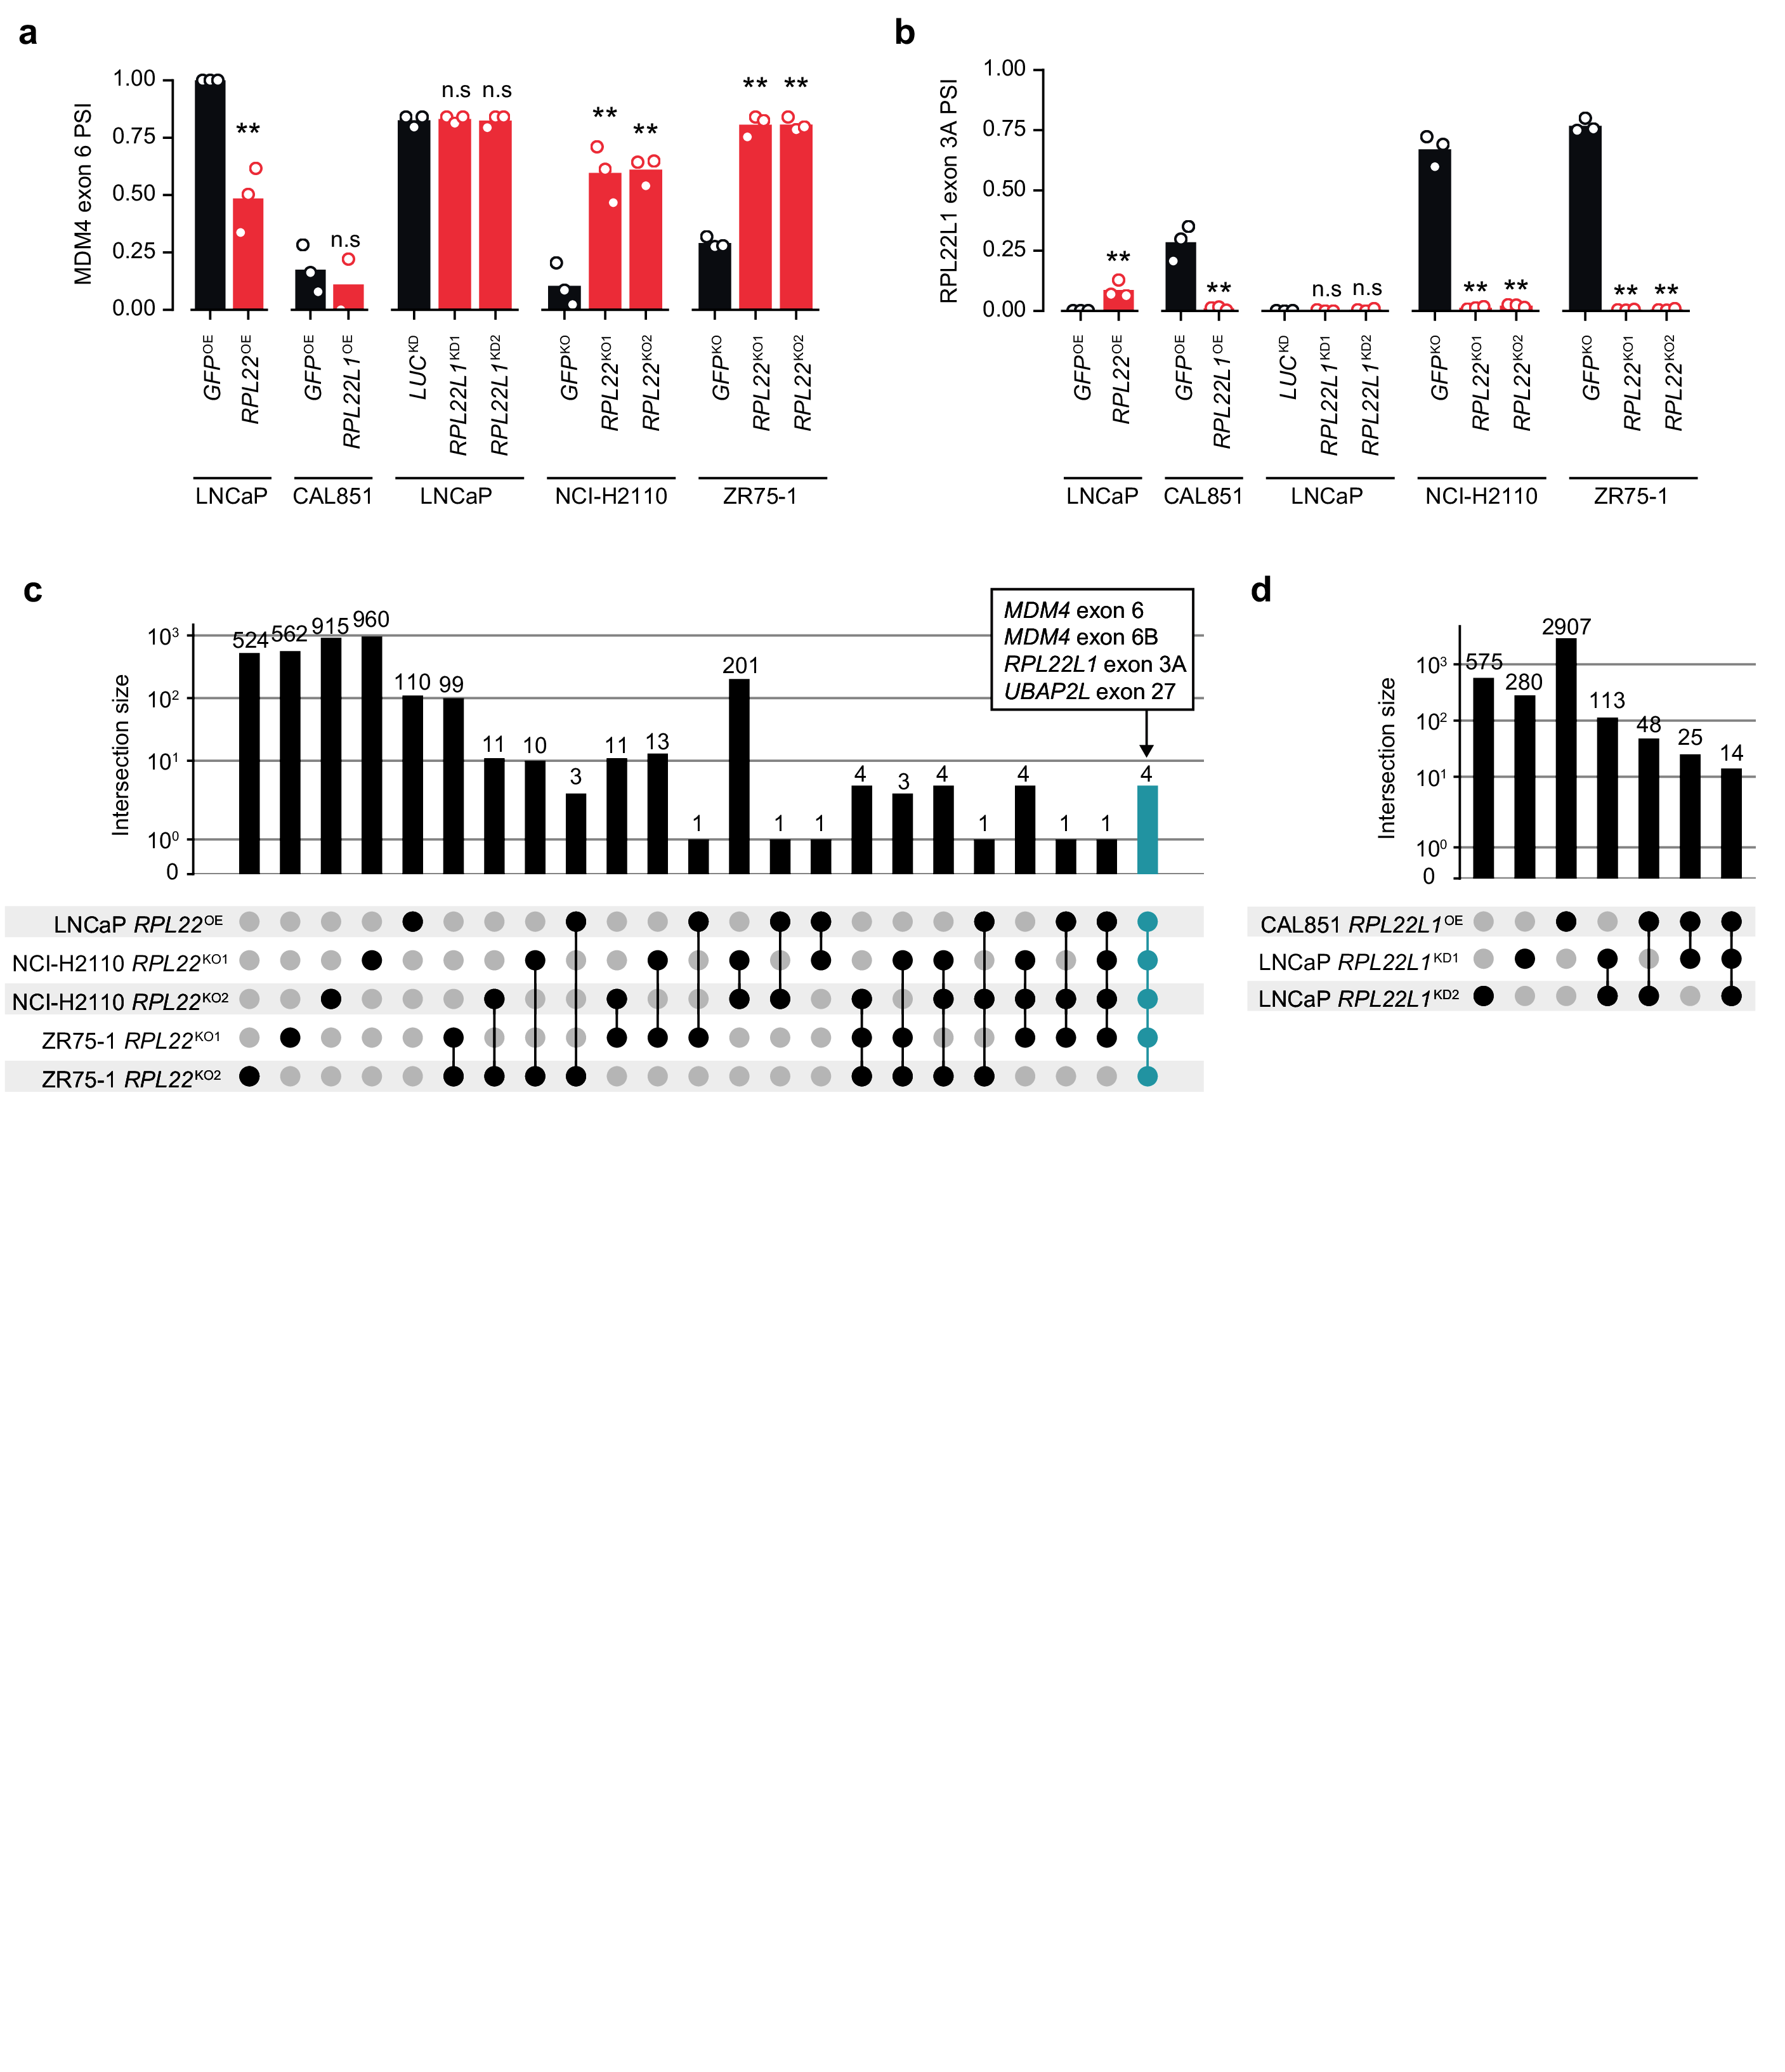 a
MDM4 exon 6 PSI
1.00
0.75
0.50
0.25
0.00
**
n.s
n.s
n.s
**
**
**
**
GFPOE
RPL22OE
GFPOE
RPL22L1OE
LUCKD
RPL22L1KD1
RPL22L1KD2
GFPKO
RPL22KO1
RPL22KO2
GFPKO
RPL22KO1
RPL22KO2
LNCaP
CAL851
LNCaP
NCI-H2110
ZR75-1
b
RPL22L1 exon 3A PSI
1.00
0.75
0.50
0.25
0.00
**
**
n.s
n.s
**
**
**
**
GFPOE
RPL22OE
GFPOE
RPL22L1OE
LUCKD
RPL22L1KD1
RPL22L1KD2
GFPKO
RPL22KO1
RPL22KO2
GFPKO
RPL22KO1
RPL22KO2
LNCaP
CAL851
LNCaP
NCI-H2110
ZR75-1
c
Intersection size
10³
10²
10¹
10⁰
0
524 562 915 960 110 99 11 10 3 11 13 1 201 1 1 4 3 4 1 4 1 1 4
MDM4 exon 6
MDM4 exon 6B
RPL22L1 exon 3A
UBAP2L exon 27
LNCaP RPL22OE
NCI-H2110 RPL22KO1
NCI-H2110 RPL22KO2
ZR75-1 RPL22KO1
ZR75-1 RPL22KO2
d
Intersection size
10³
10²
10¹
10⁰
0
575 280 2907 113 48 25 14
CAL851 RPL22L1OE
LNCaP RPL22L1KD1
LNCaP RPL22L1KD2